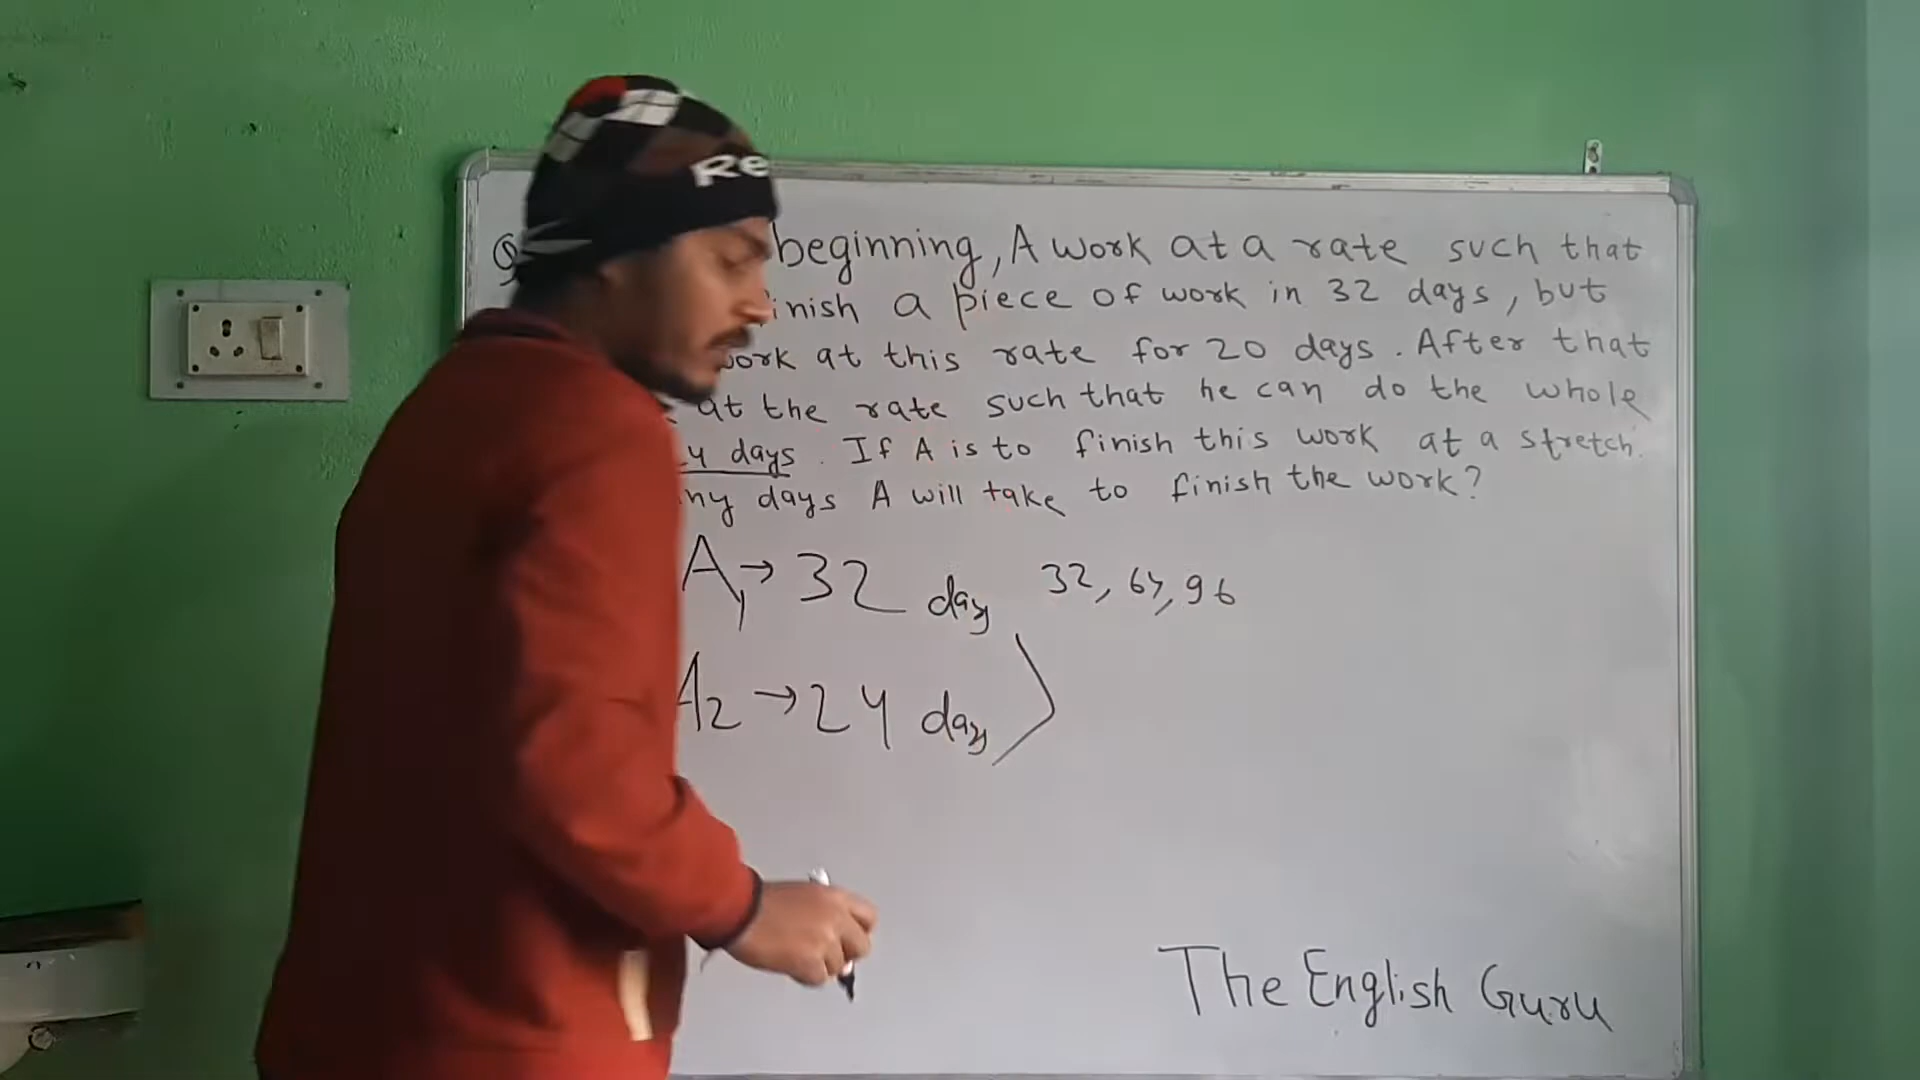 Re
Q beginning, A work at a rate such that
inish a piece of work in 32 days, but
work at this rate for 20 days. After that
at the rate such that he can do the whole
4 days. If A is to finish this work at a stretch.
ny days A will take to finish the work?
A1 → 32 days 32, 64, 96
A2 → 24 days
The English Guru